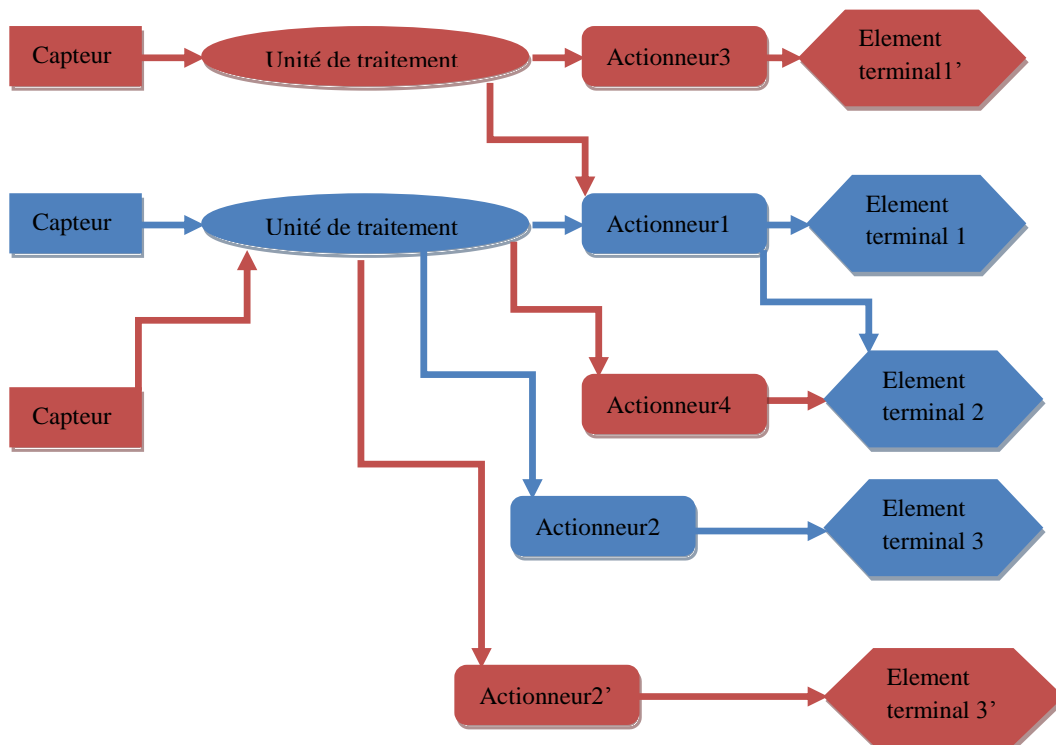 Capteur
Unité de traitement
Actionneur3
Element
terminal1’
Capteur
Unité de traitement
Actionneur1
Element
terminal 1
Capteur
Actionneur4
Element
terminal 2
Actionneur2
Element
terminal 3
Actionneur2’
Element
terminal 3’